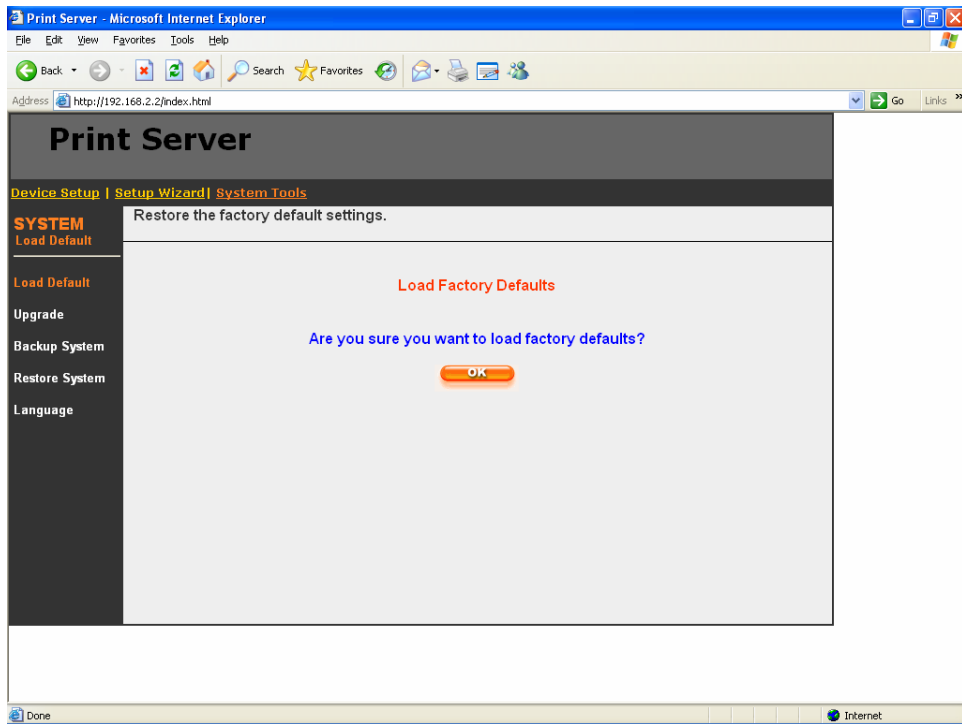 Print Server - Microsoft Internet Explorer
File Edit View Favorites Tools Help
Back Search Favorites
Address http://192.168.2.2/index.html Go Links »
Print Server
Device Setup | Setup Wizard | System Tools
SYSTEM
Load Default
Restore the factory default settings.
Load Default
Upgrade
Backup System
Restore System
Language
Load Factory Defaults
Are you sure you want to load factory defaults?
OK
Done Internet